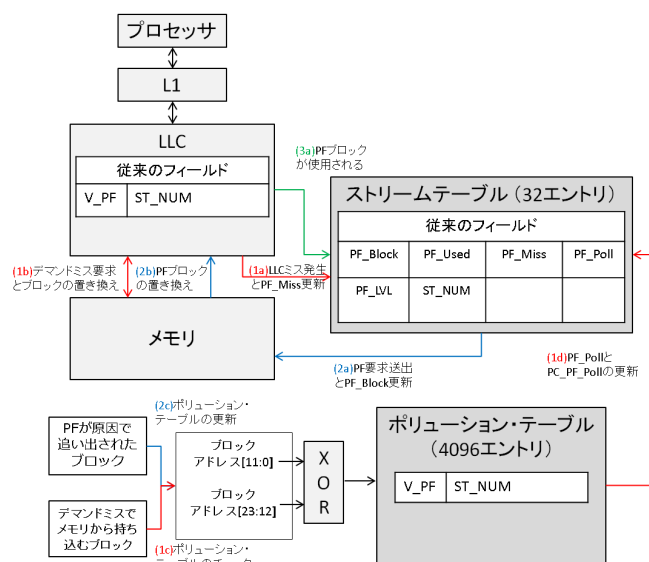 プロセッサ
L1
LLC
従来のフィールド
V_PF
ST_NUM
(3a)PFブロック
が使用される
ストリームテーブル (32エントリ)
従来のフィールド
PF_Block
PF_Used
PF_Miss
PF_Poll
PF_LVL
ST_NUM
(1b)デマンドミス要求
とブロックの置き換え
(2b)PFブロック
の置き換え
(1a)LLCミス発生
とPF_Miss更新
メモリ
(2a)PF要求送出
とPF_Block更新
(1d)PF_Pollと
PC_PF_Pollの更新
(2c)ポリューション・
テーブルの更新
PFが原因で
追い出された
ブロック
デマンドミスで
メモリから持ち
込むブロック
ブロック
アドレス[11:0]
ブロック
アドレス[23:12]
X
O
R
ポリューション・テーブル
(4096エントリ)
V_PF
ST_NUM
(1c)ポリューション・